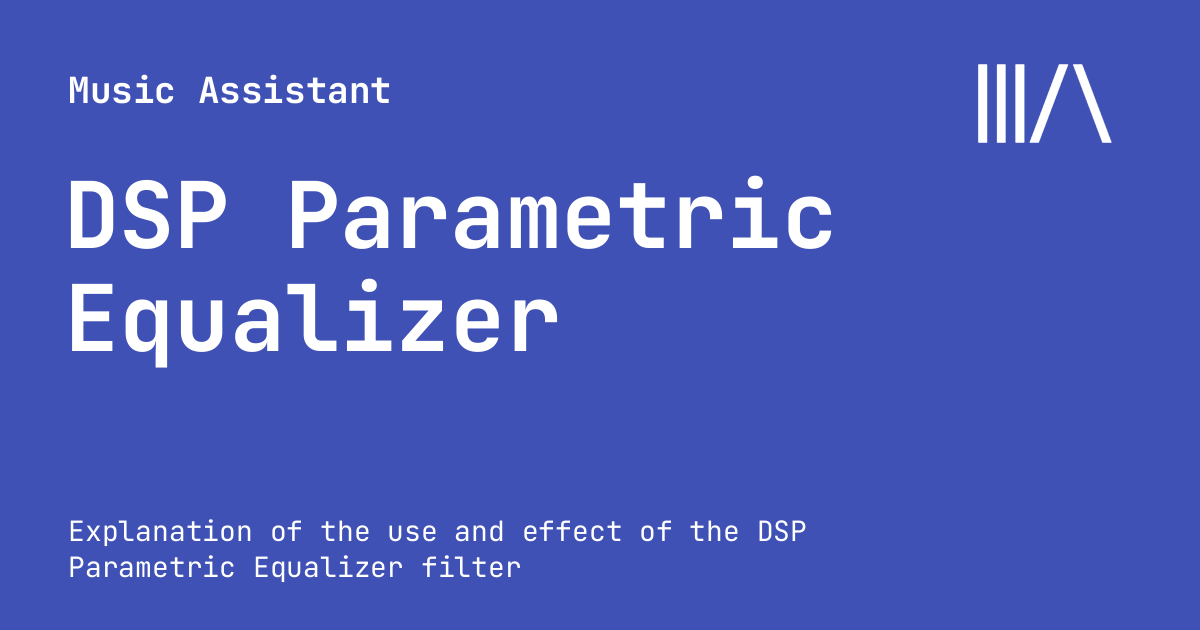 Music Assistant
DSP Parametric
Equalizer
Explanation of the use and effect of the DSP
Parametric Equalizer filter